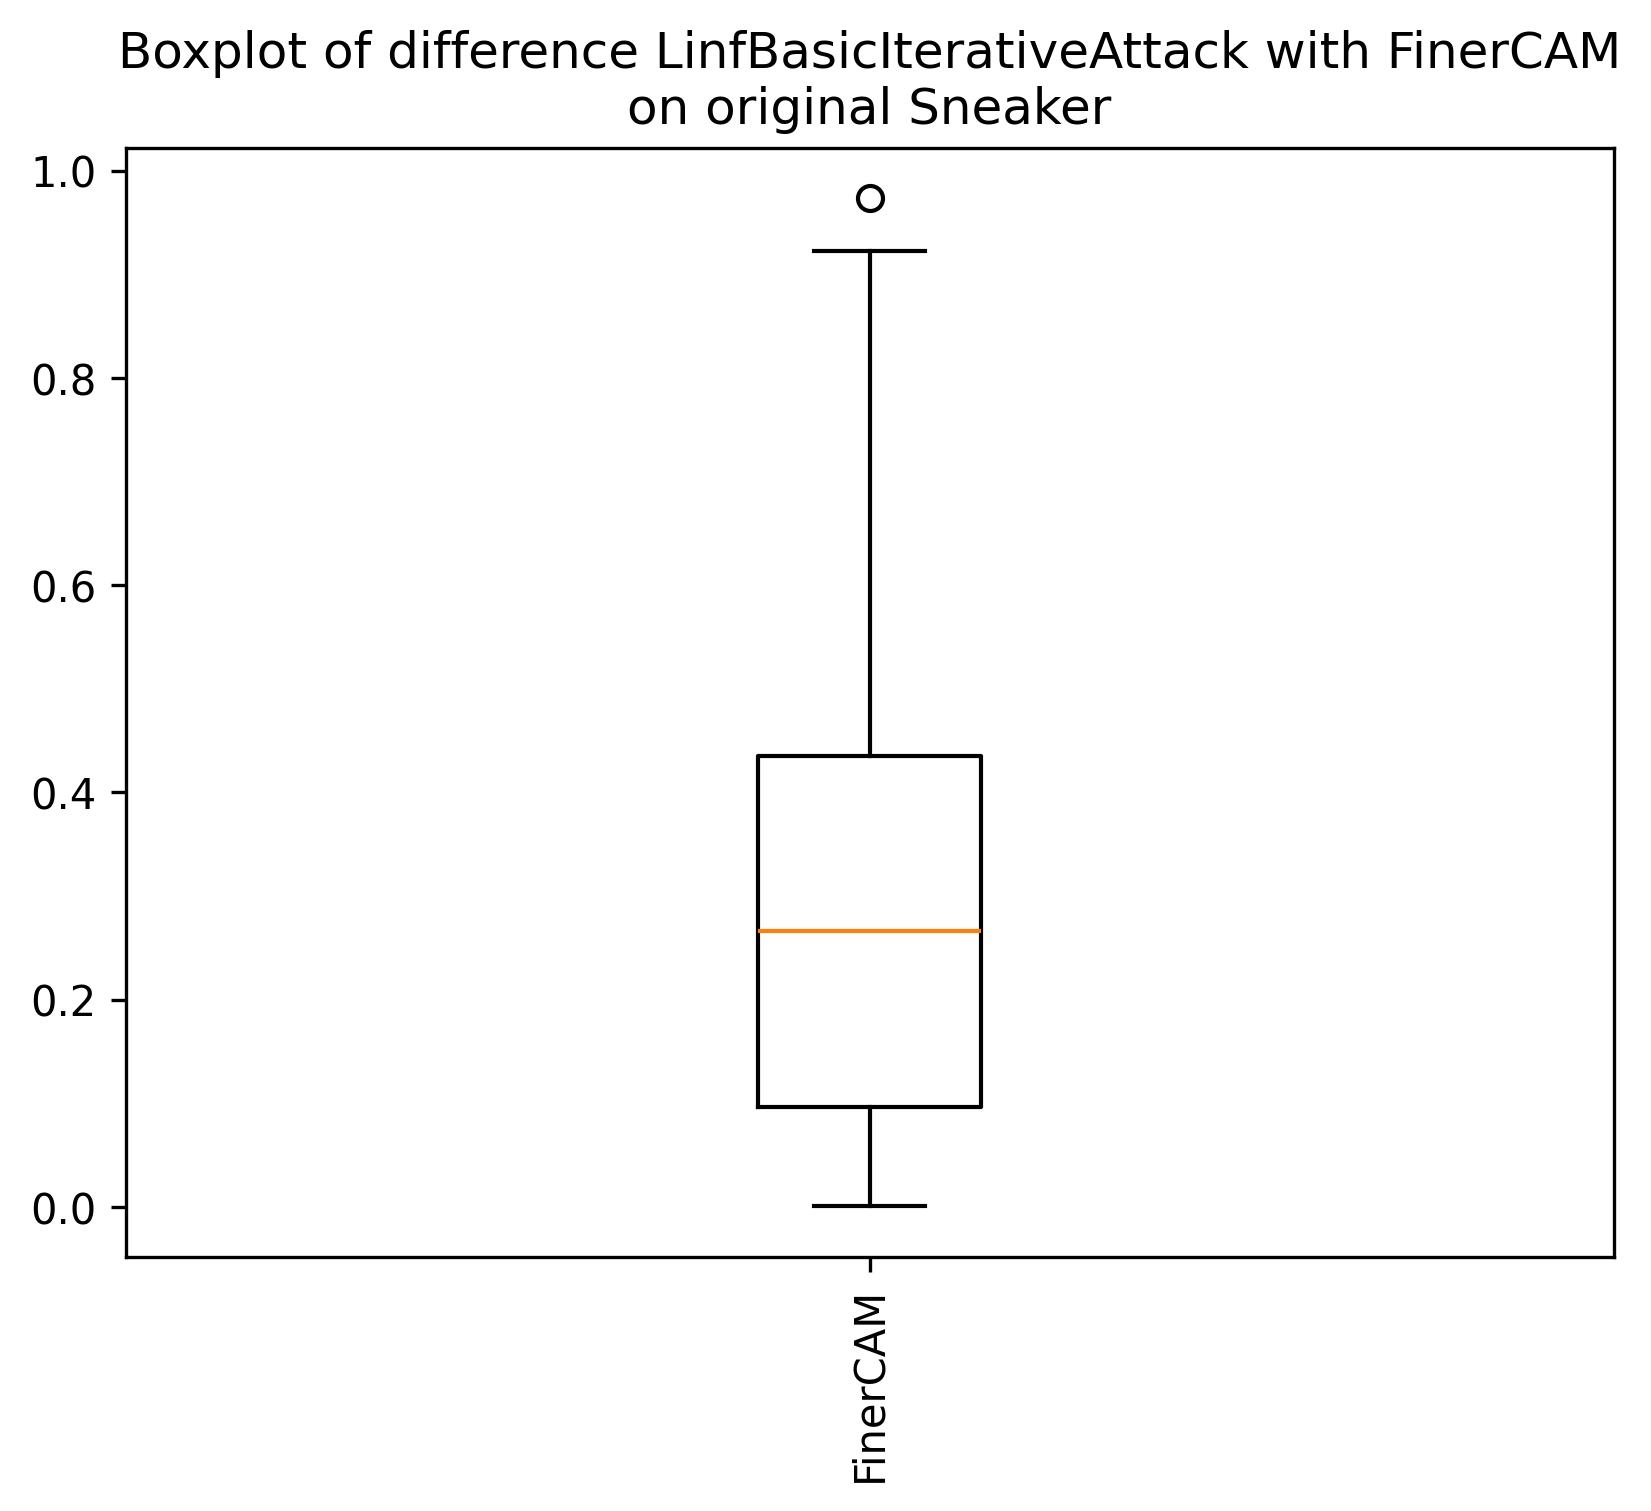 Boxplot of difference LinfBasicIterativeAttack with FinerCAM
on original Sneaker
1.0
0.8
0.6
0.4
0.2
0.0
FinerCAM